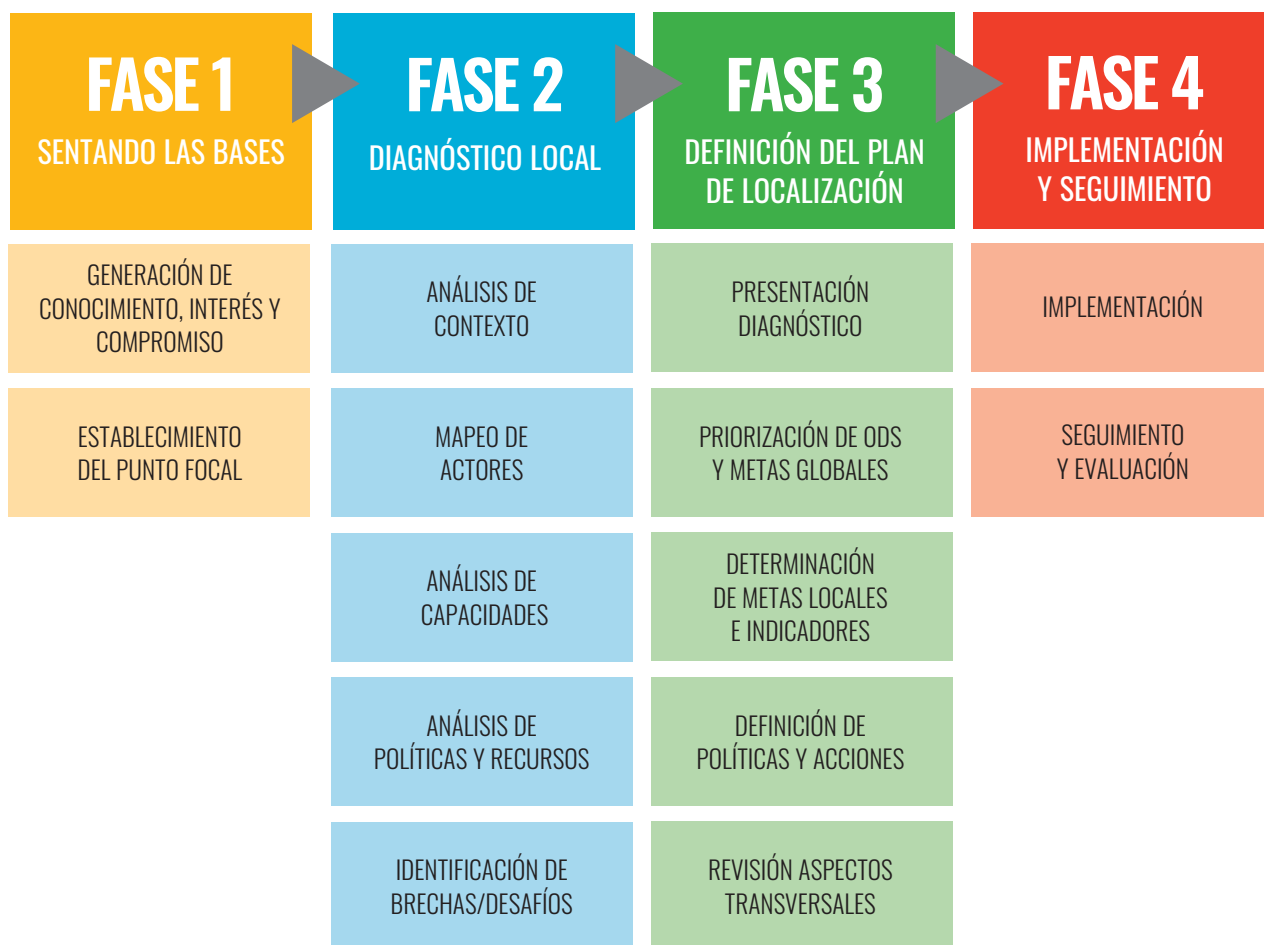 FASE 1
SENTANDO LAS BASES
GENERACIÓN DE
CONOCIMIENTO, INTERÉS Y
COMPROMISO
ESTABLECIMIENTO
DEL PUNTO FOCAL
FASE 2
DIAGNÓSTICO LOCAL
ANÁLISIS DE
CONTEXTO
MAPEO DE
ACTORES
ANÁLISIS DE
CAPACIDADES
ANÁLISIS DE
POLÍTICAS Y RECURSOS
IDENTIFICACIÓN DE
BRECHAS/DESAFÍOS
FASE 3
DEFINICIÓN DEL PLAN
DE LOCALIZACIÓN
PRESENTACIÓN
DIAGNÓSTICO
PRIORIZACIÓN DE ODS
Y METAS GLOBALES
DETERMINACIÓN
DE METAS LOCALES
E INDICADORES
DEFINICIÓN DE
POLÍTICAS Y ACCIONES
REVISIÓN ASPECTOS
TRANSVERSALES
FASE 4
IMPLEMENTACIÓN
Y SEGUIMIENTO
IMPLEMENTACIÓN
SEGUIMIENTO
Y EVALUACIÓN